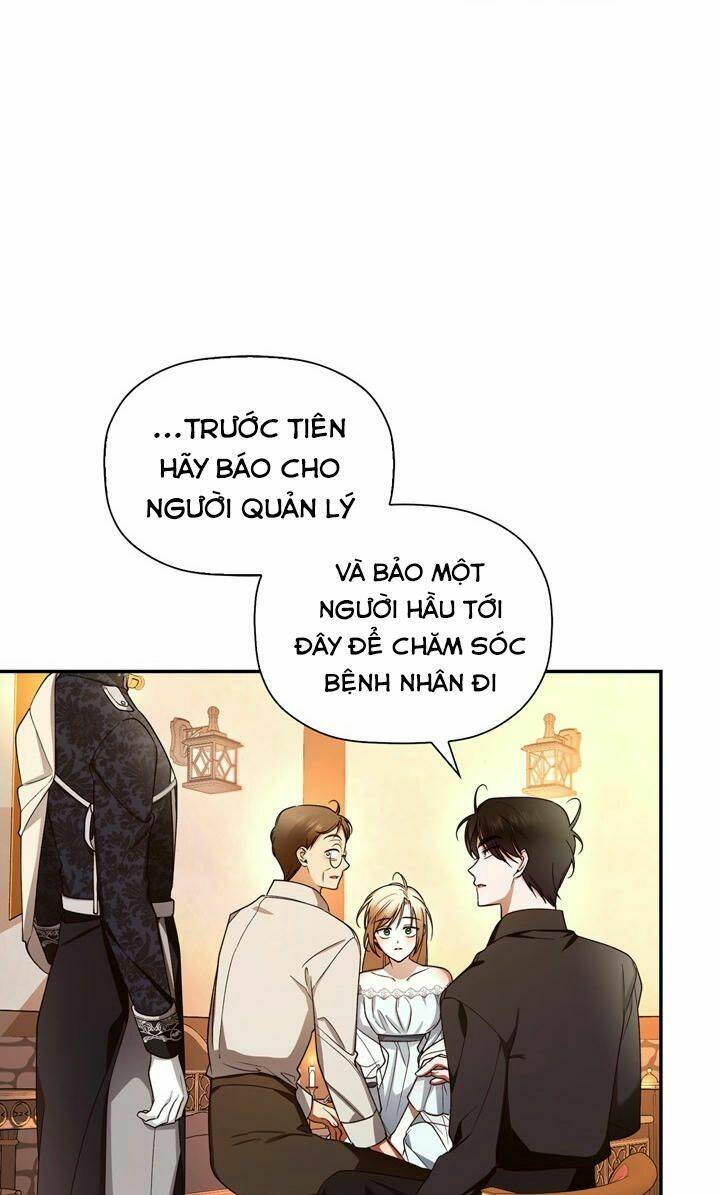 ...TRƯỚC TIÊN
HÃY BÁO CHO
NGƯỜI QUẢN LÝ
VÀ BẢO MỘT
NGƯỜI HẦU TỚI
ĐÂY ĐỂ CHĂM SÓC
BỆNH NHÂN ĐI